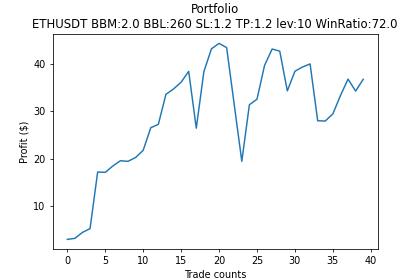 Portfolio
ETHUSDT BBM:2.0 BBL:260 SL:1.2 TP:1.2 lev:10 WinRatio:72.0
Profit ($)
40
30
20
10
0 5 10 15 20 25 30 35 40
Trade counts